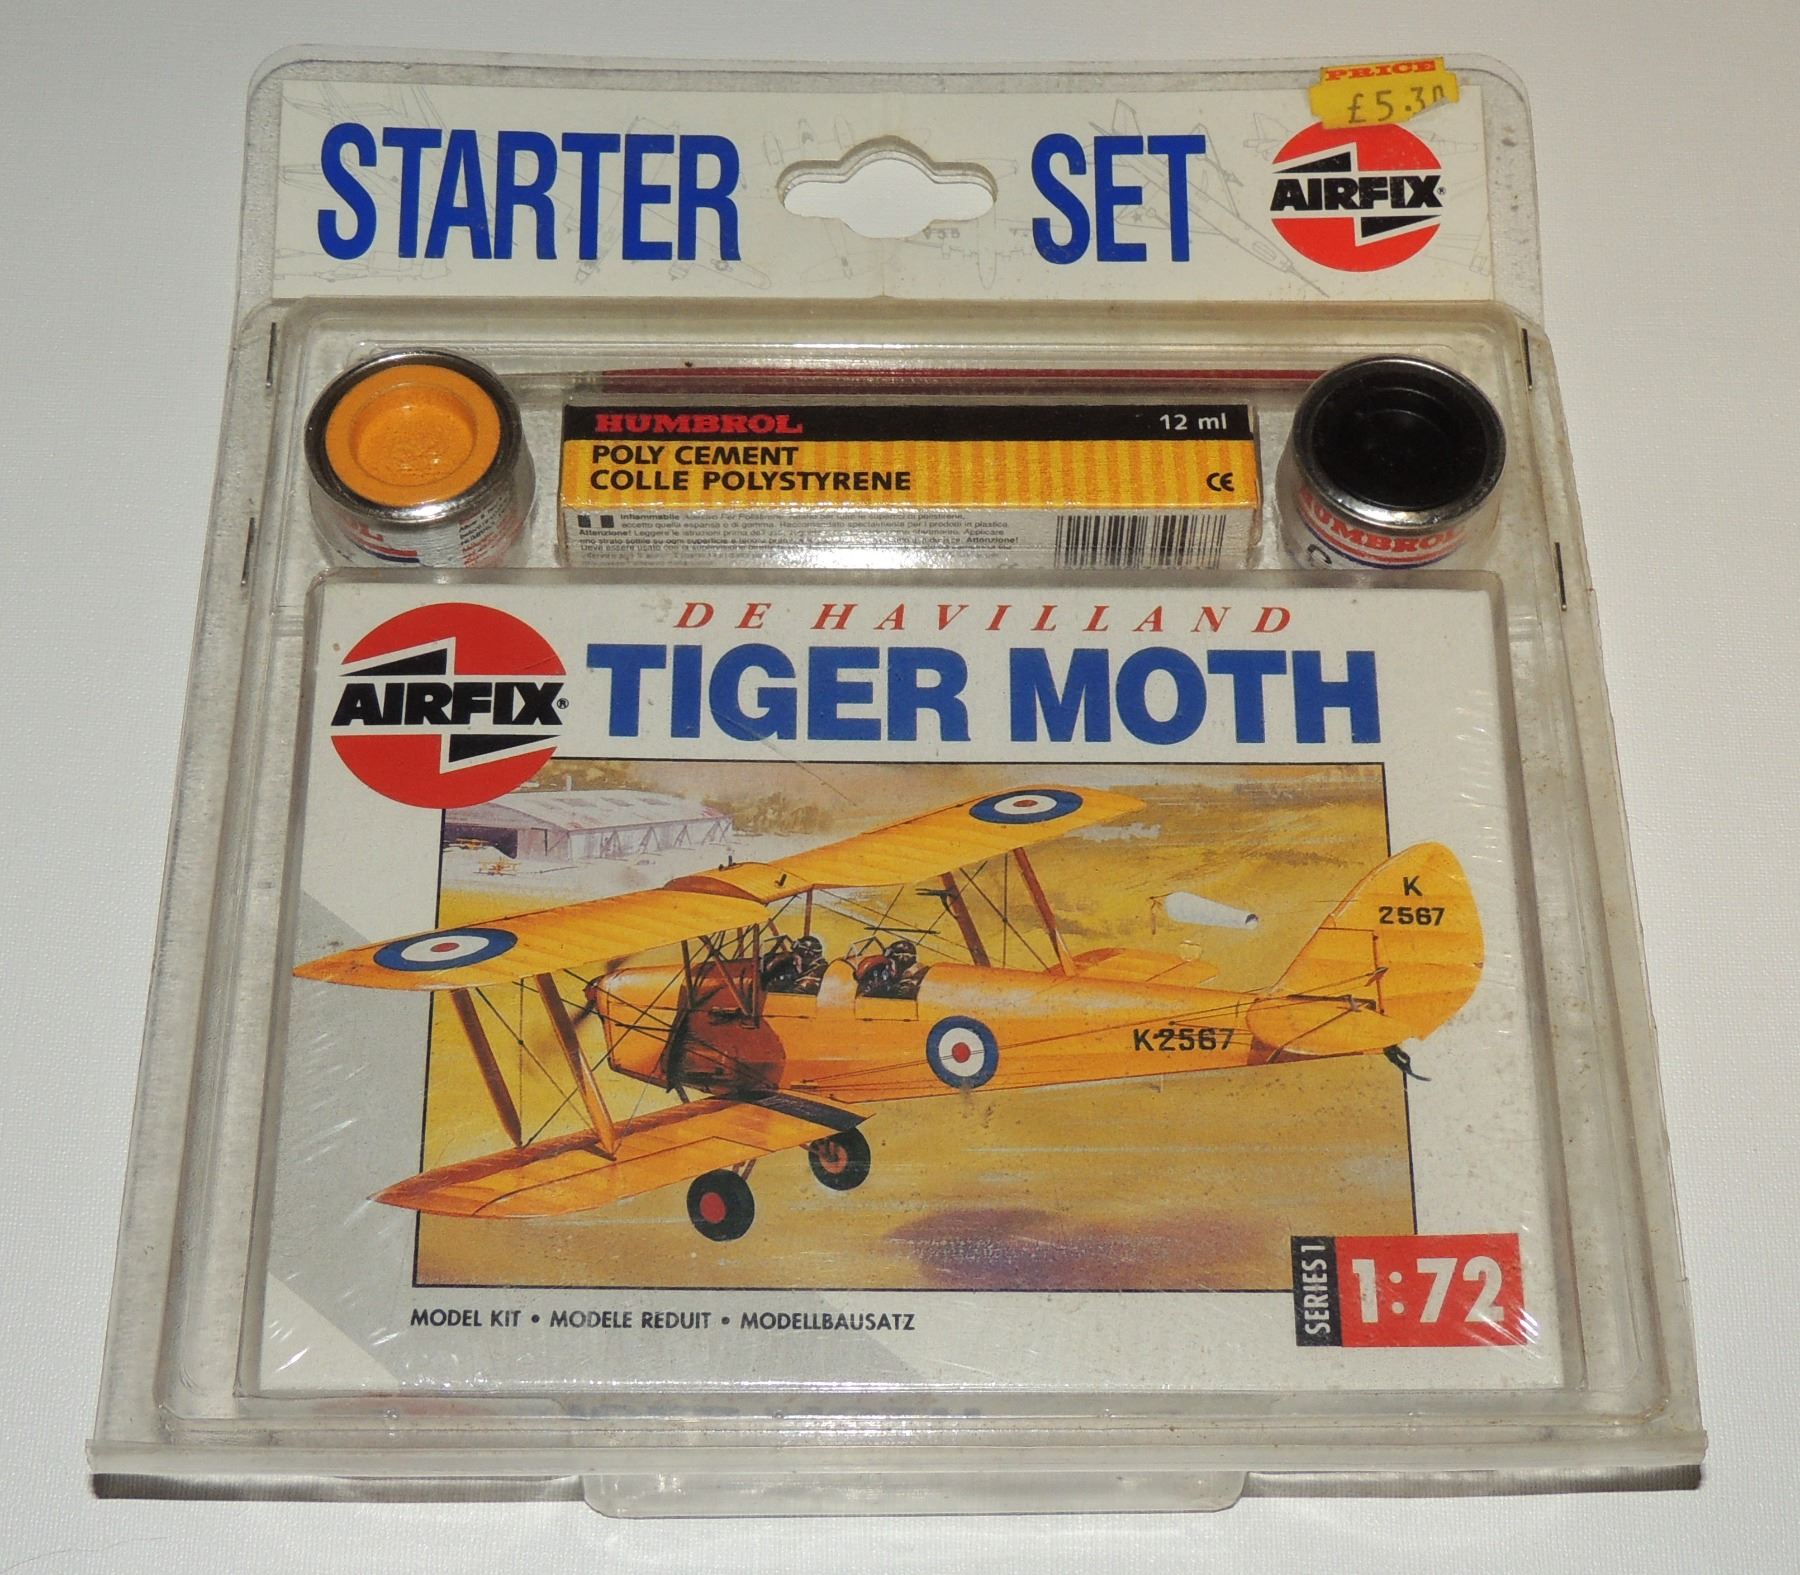 PRICE
£5.30
STARTER SET
AIRFIX®
HUMBROL
12 ml
POLY CEMENT
COLLE POLYSTYRENE
CE
HUMBROL
DE HAVILLAND
AIRFIX®
TIGER MOTH
K
2567
K2567
SERIES 1
1:72
MODEL KIT • MODELE REDUIT • MODELLBAUSATZ